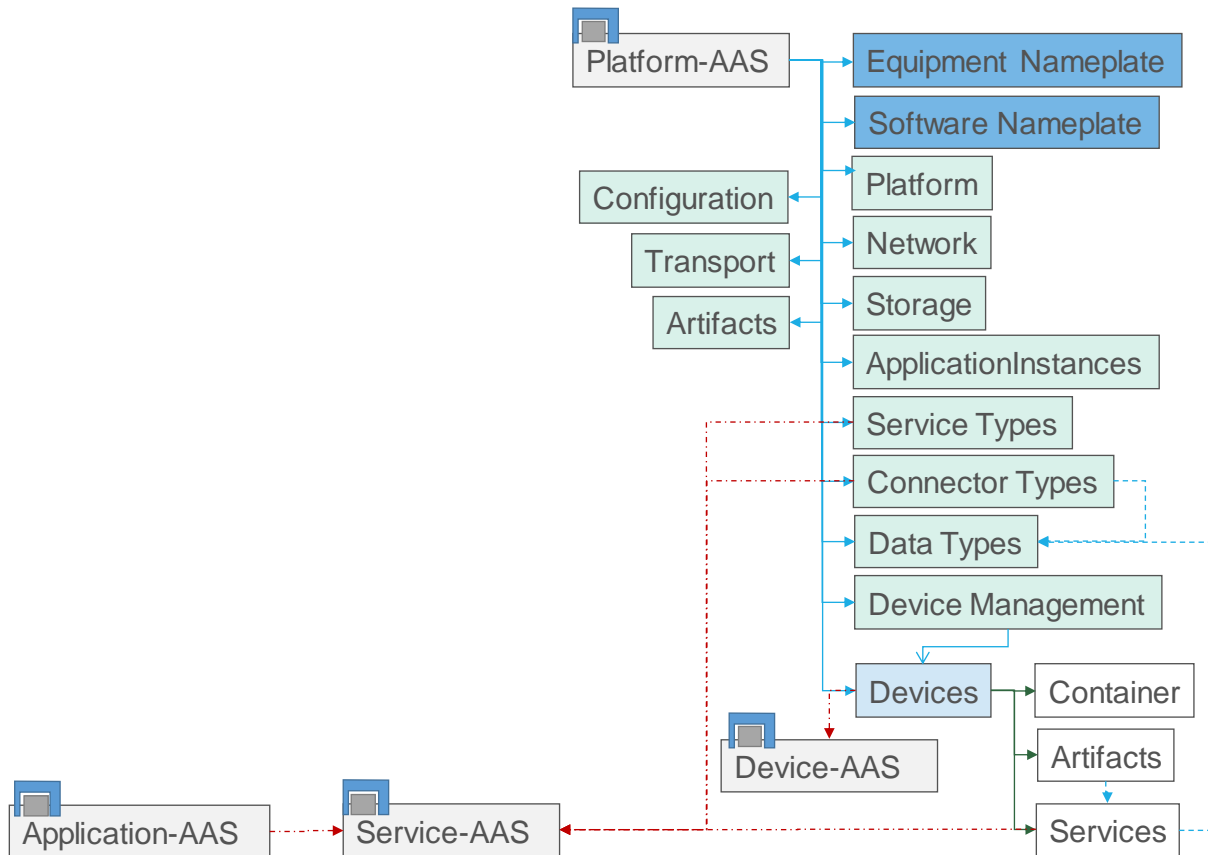 Platform-AAS
Equipment Nameplate
Software Nameplate
Platform
Configuration
Network
Transport
Storage
Artifacts
ApplicationInstances
Service Types
Connector Types
Data Types
Device Management
Devices
Container
Device-AAS
Artifacts
Application-AAS
Service-AAS
Services